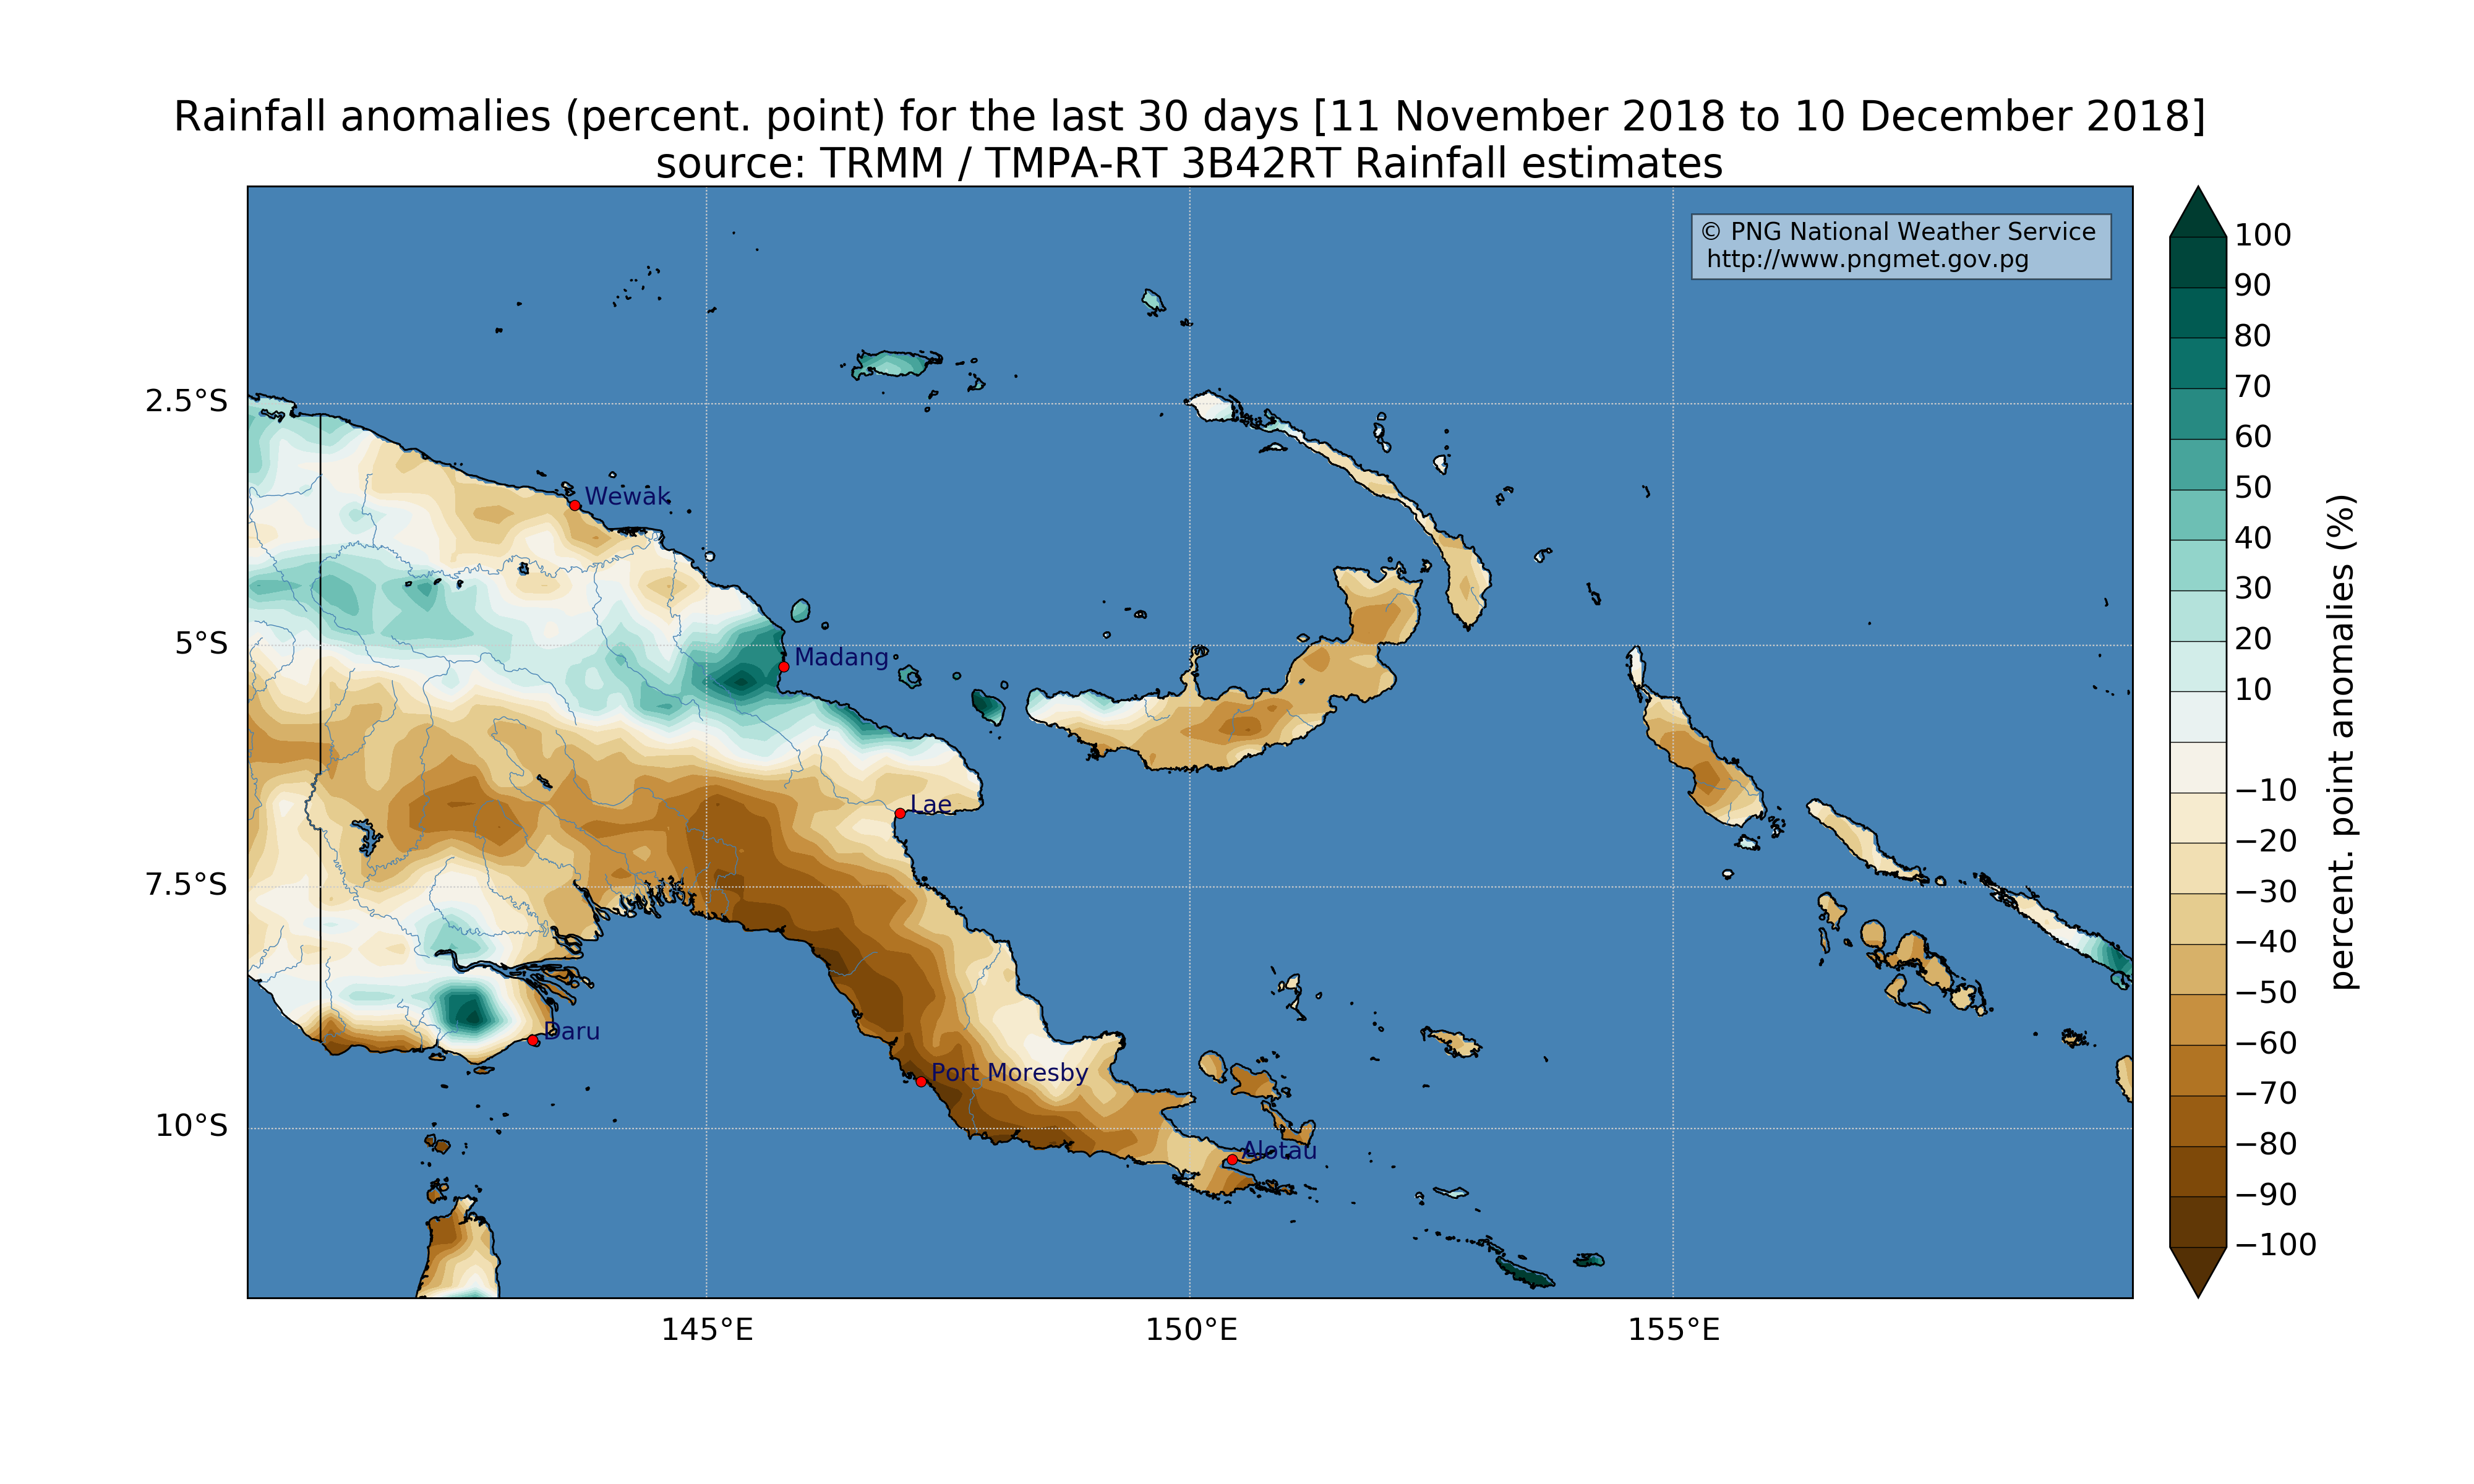 Rainfall anomalies (percent. point) for the last 30 days [11 November 2018 to 10 December 2018]
source: TRMM / TMPA-RT 3B42RT Rainfall estimates
© PNG National Weather Service
http://www.pngmet.gov.pg
2.5°S
5°S
7.5°S
10°S
145°E
150°E
155°E
Wewak
Madang
Lae
Daru
Port Moresby
Alotau
100
90
80
70
60
50
40
30
20
10
−10
−20
−30
−40
−50
−60
−70
−80
−90
−100
percent. point anomalies (%)